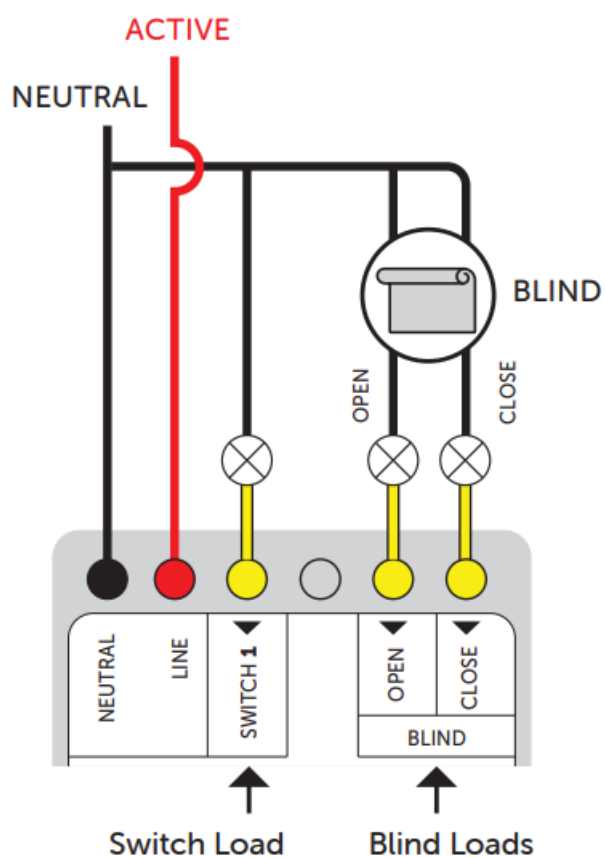 ACTIVE
NEUTRAL
BLIND
OPEN
CLOSE
NEUTRAL
LINE
SWITCH 1
OPEN
CLOSE
BLIND
Switch Load
Blind Loads